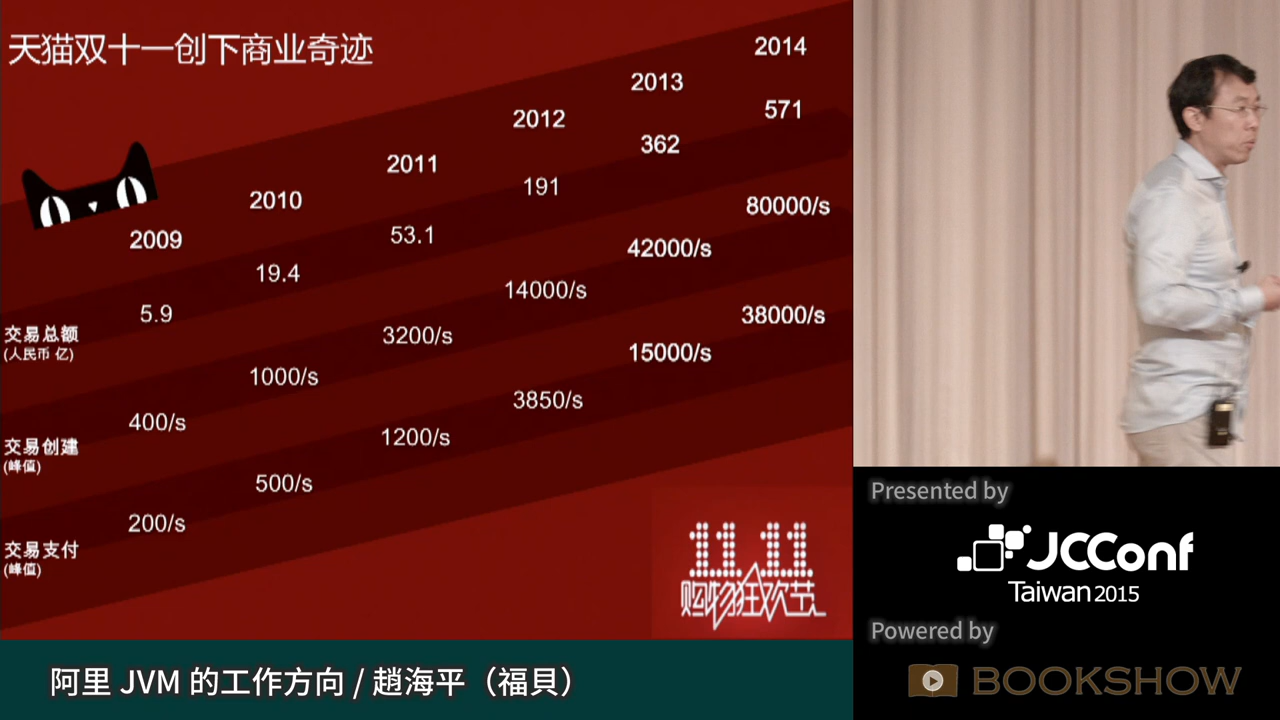 天猫双十一创下商业奇迹
2009 2010 2011 2012 2013 2014
交易总额 5.9 19.4 53.1 191 362 571
(人民币 亿)
交易创建 400/s 1000/s 3200/s 14000/s 42000/s 80000/s
(峰值)
交易支付 200/s 500/s 1200/s 3850/s 15000/s 38000/s
(峰值)
11.11
购物狂欢节
阿里 JVM 的工作方向 / 趙海平（福貝）
Presented by
JCConf
Taiwan 2015
Powered by
BOOKSHOW